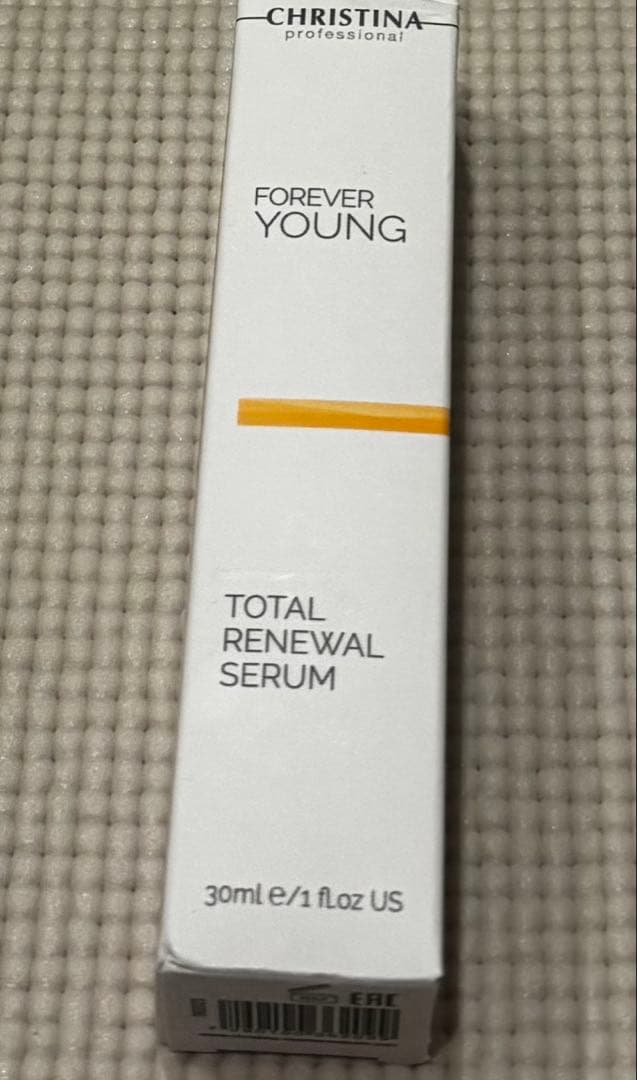 CHRISTINA
professional
FOREVER
YOUNG
TOTAL
RENEWAL
SERUM
30ml e/1 fl.oz US
EAC